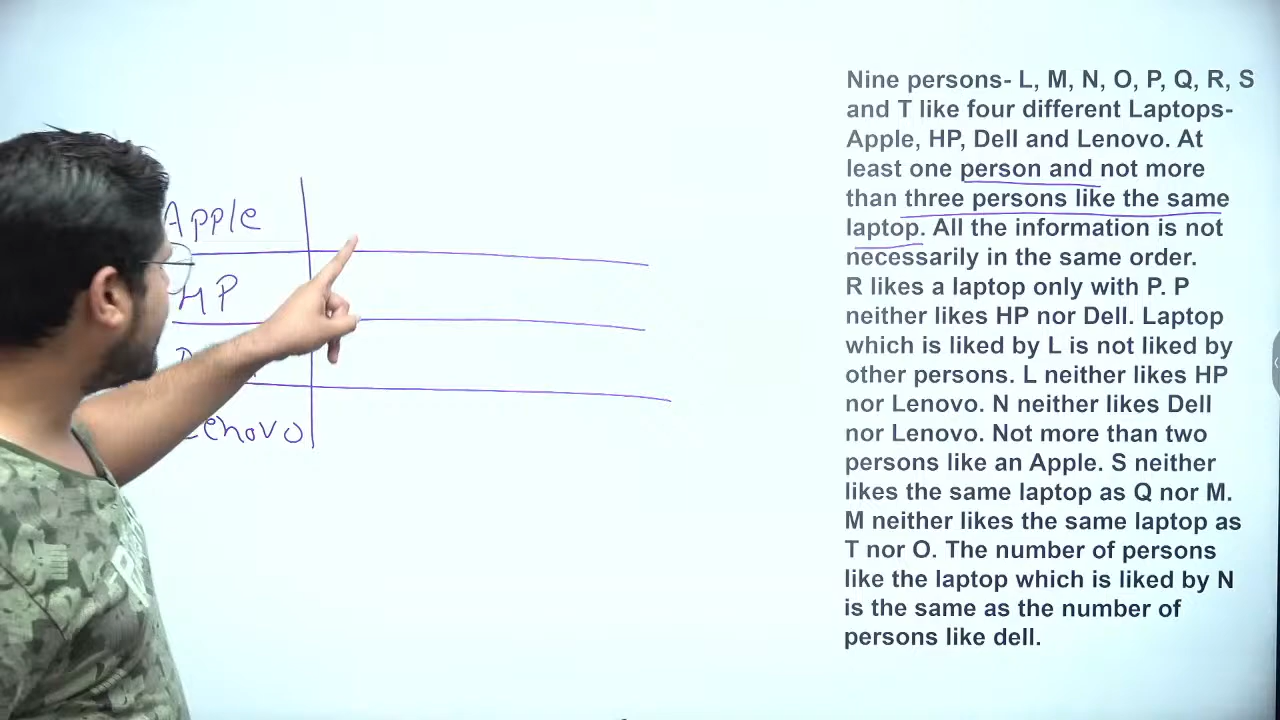 Nine persons- L, M, N, O, P, Q, R, S
and T like four different Laptops-
Apple, HP, Dell and Lenovo. At
least one person and not more
than three persons like the same
laptop. All the information is not
necessarily in the same order.
R likes a laptop only with P. P
neither likes HP nor Dell. Laptop
which is liked by L is not liked by
other persons. L neither likes HP
nor Lenovo. N neither likes Dell
nor Lenovo. Not more than two
persons like an Apple. S neither
likes the same laptop as Q nor M.
M neither likes the same laptop as
T nor O. The number of persons
like the laptop which is liked by N
is the same as the number of
persons like dell.
Apple
HP
Lenovo